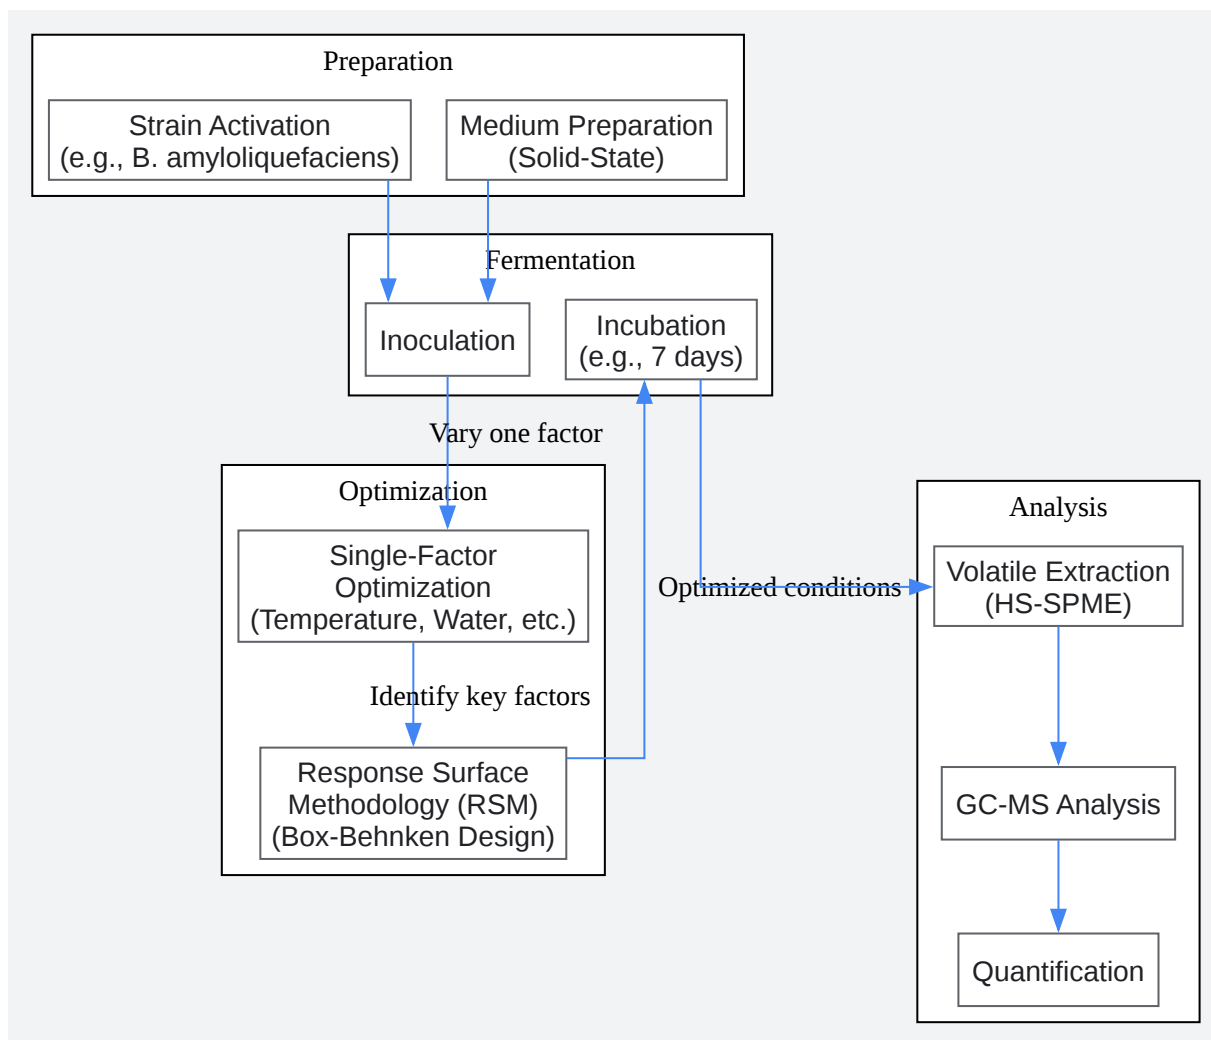 Preparation
Strain Activation
(e.g., B. amyloliquefaciens)
Medium Preparation
(Solid-State)
Fermentation
Inoculation
Incubation
(e.g., 7 days)
Vary one factor
Optimization
Single-Factor
Optimization
(Temperature, Water, etc.)
Identify key factors
Response Surface
Methodology (RSM)
(Box-Behnken Design)
Optimized conditions
Analysis
Volatile Extraction
(HS-SPME)
GC-MS Analysis
Quantification